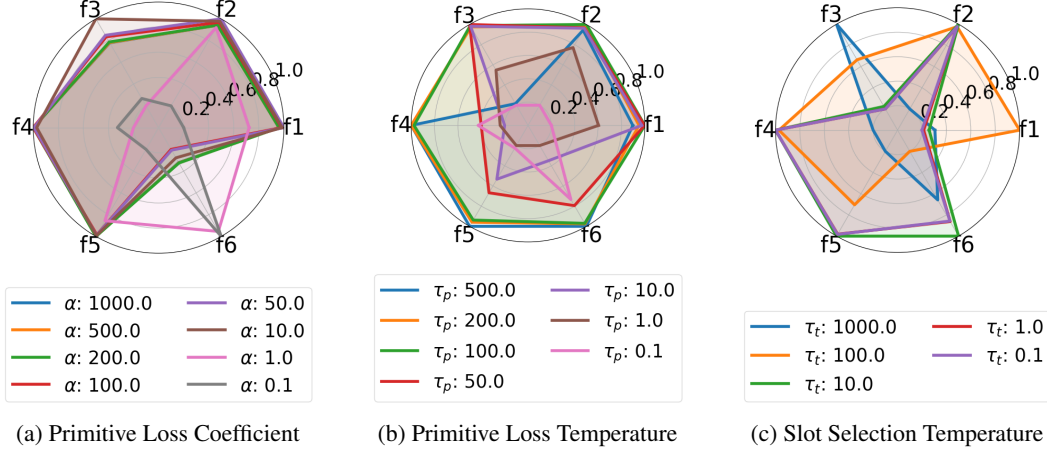 f3 f2
0.2 0.4 0.6 0.8 1.0
f4 f1
f5 f6
α: 1000.0 α: 50.0
α: 500.0 α: 10.0
α: 200.0 α: 1.0
α: 100.0 α: 0.1
(a) Primitive Loss Coefficient
f3 f2
0.2 0.4 0.6 0.8 1.0
f4 f1
f5 f6
τp: 500.0 τp: 10.0
τp: 200.0 τp: 1.0
τp: 100.0 τp: 0.1
τp: 50.0
(b) Primitive Loss Temperature
f3 f2
0.2 0.4 0.6 0.8 1.0
f4 f1
f5 f6
τt: 1000.0 τt: 1.0
τt: 100.0 τt: 0.1
τt: 10.0
(c) Slot Selection Temperature